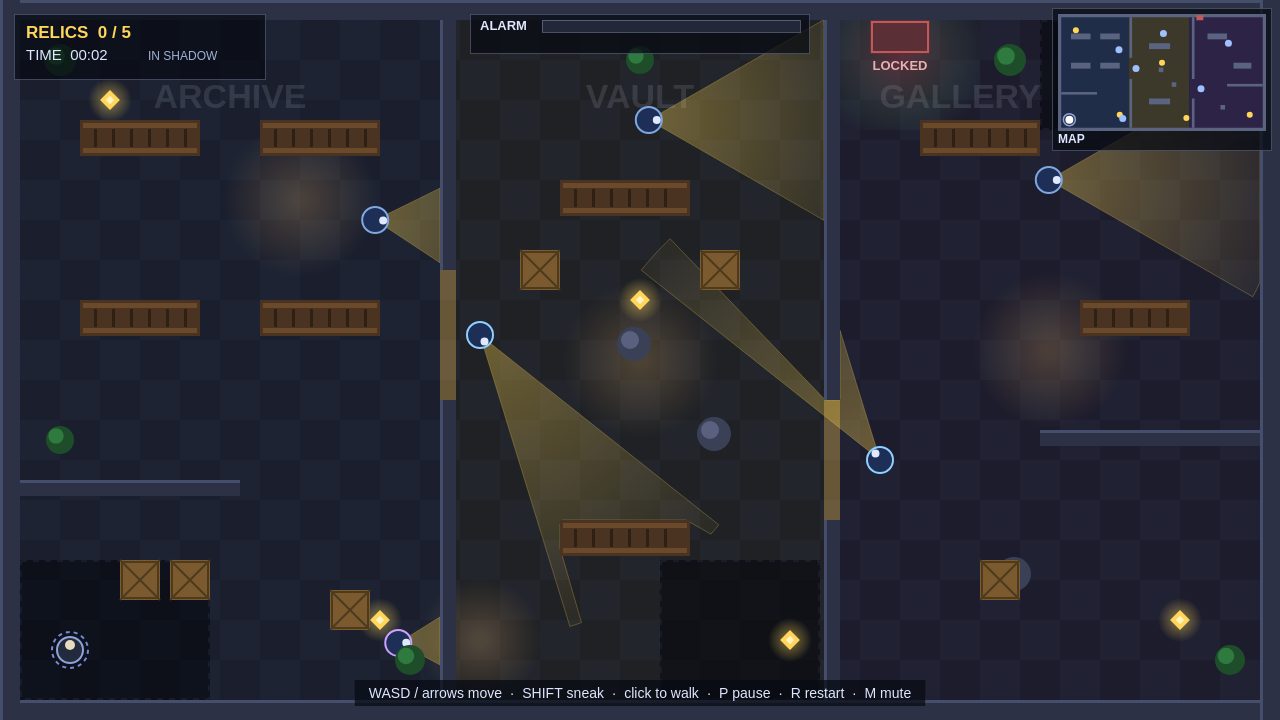 RELICS 0 / 5
TIME 00:02 IN SHADOW
ALARM
LOCKED
MAP
ARCHIVE
VAULT
GALLERY
WASD / arrows move · SHIFT sneak · click to walk · P pause · R restart · M mute